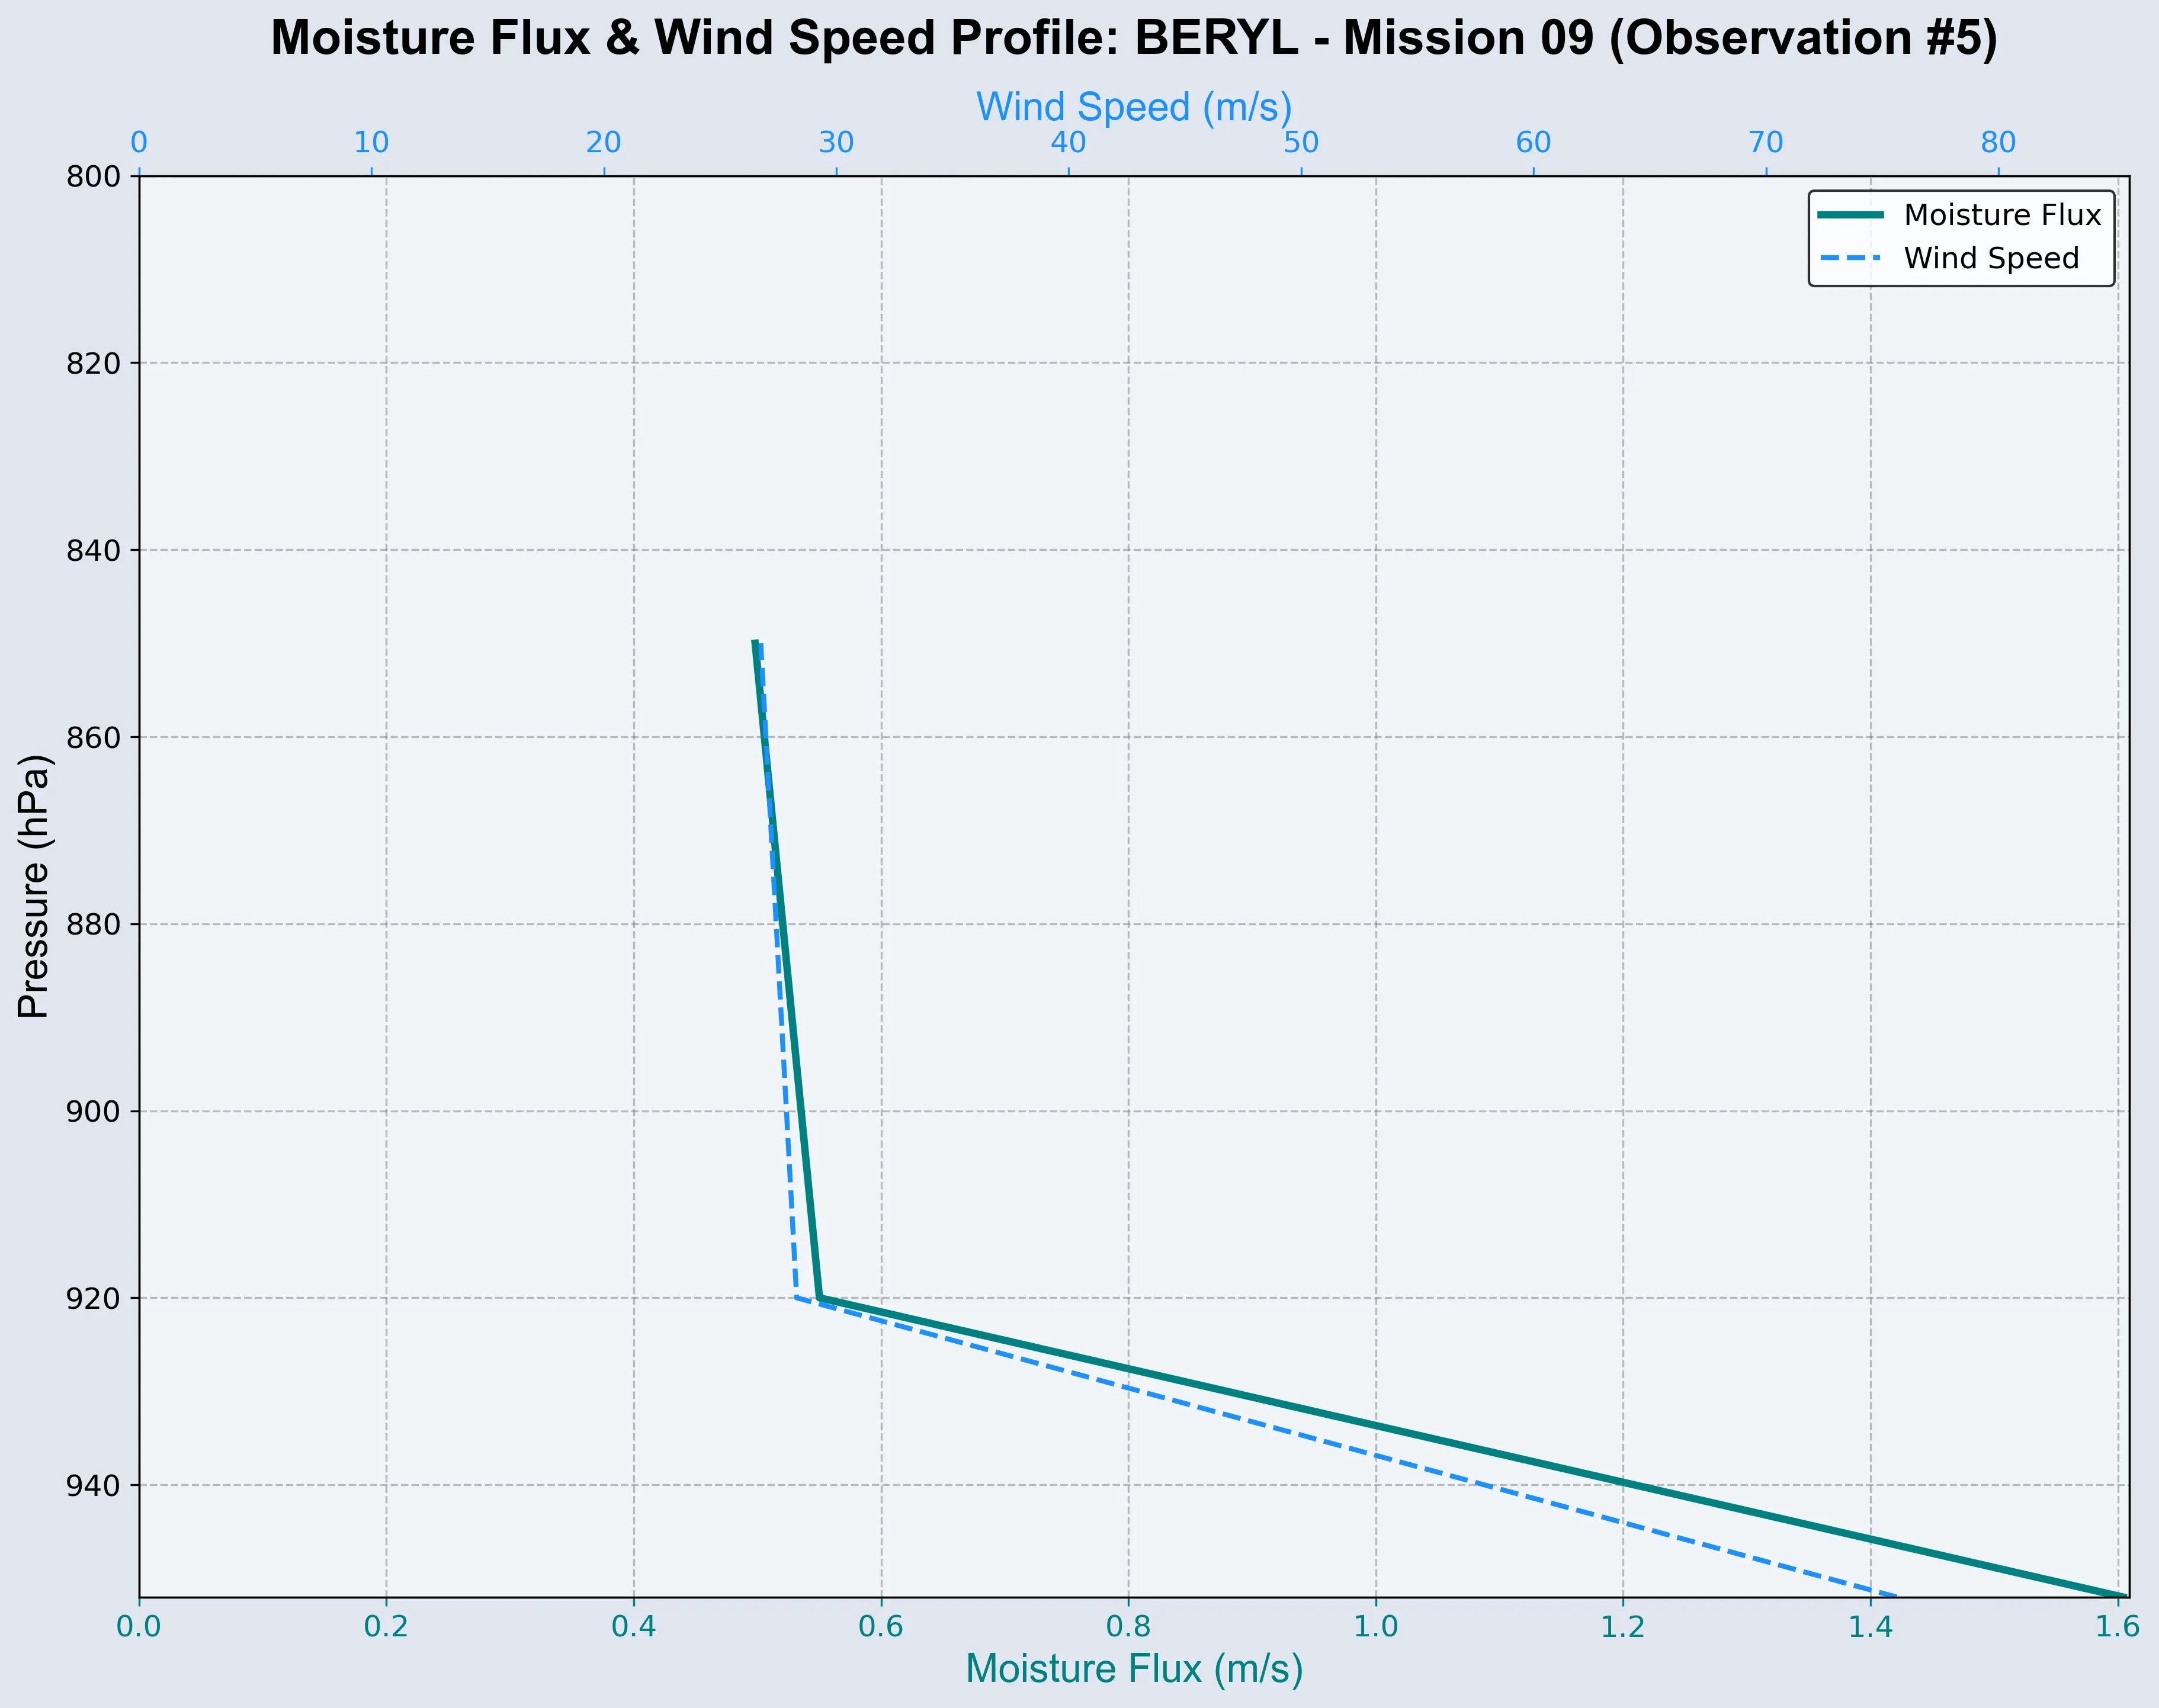 Moisture Flux & Wind Speed Profile: BERYL - Mission 09 (Observation #5)
Wind Speed (m/s)
0 10 20 30 40 50 60 70 80
Moisture Flux
Wind Speed
800
820
840
860
880
900
920
940
Pressure (hPa)
0.0 0.2 0.4 0.6 0.8 1.0 1.2 1.4 1.6
Moisture Flux (m/s)